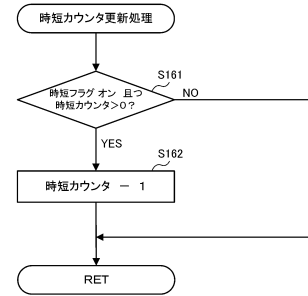 時短カウンタ更新処理
S161
時短フラグ オン 且つ
時短カウンタ>0?
NO
YES
S162
時短カウンタ － 1
RET